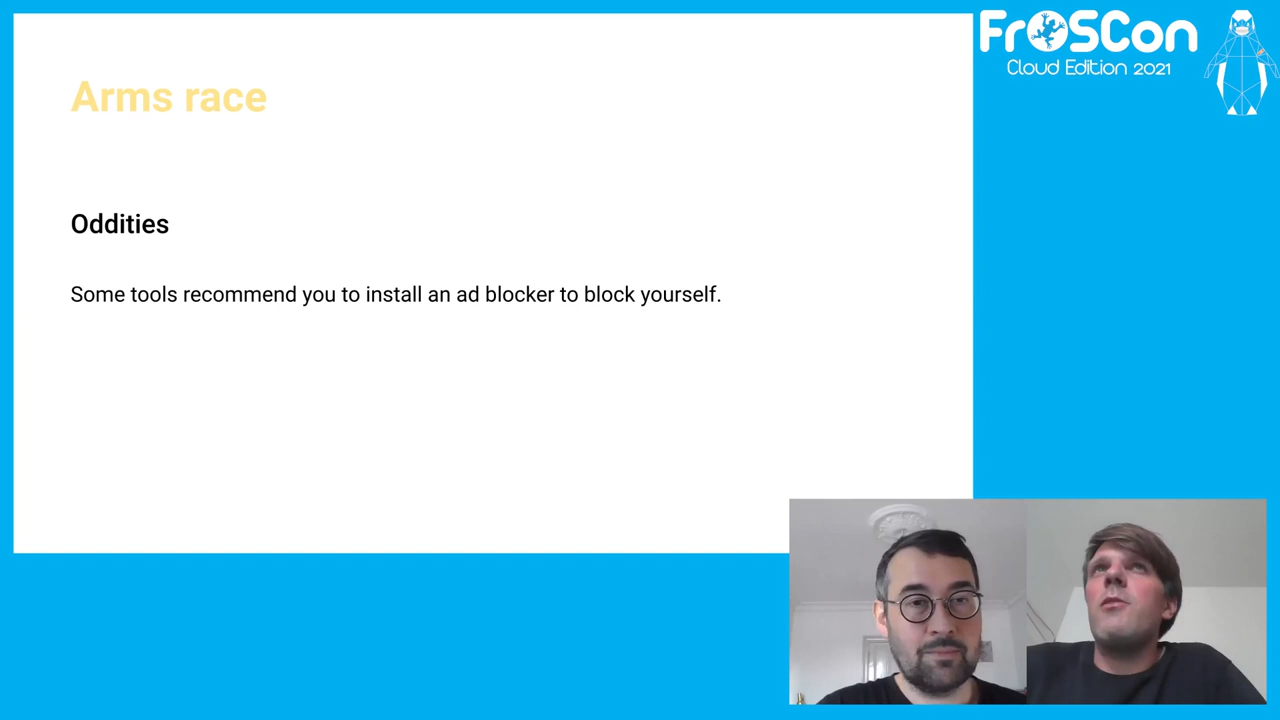 FrOSCon
Cloud Edition 2021
Arms race
Oddities
Some tools recommend you to install an ad blocker to block yourself.